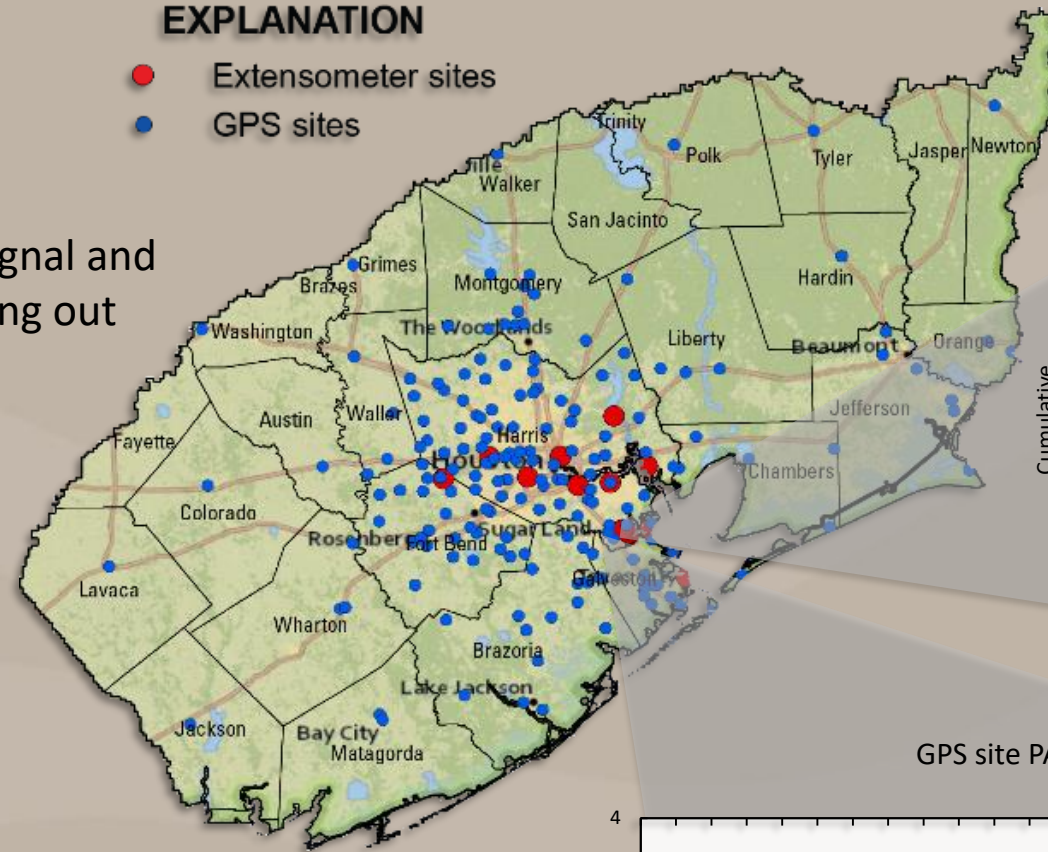 EXPLANATION
Extensometer sites
GPS sites
gnal and
ng out
Trinity
Polk
Tyler
Jasper
Newton
ville
Walker
San Jacinto
Grimes
Brazos
Montgomery
Hardin
Washington
The Woodlands
Liberty
Beaumont
Orange
Austin
Waller
Harris
Jefferson
Fayette
Houston
Chambers
Colorado
Rosenber
Fort Bend
Sugar Land
Galveston
Lavaca
Wharton
Brazoria
Lake Jackson
Jackson
Bay City
Matagorda
Cumulative
GPS site PA
4